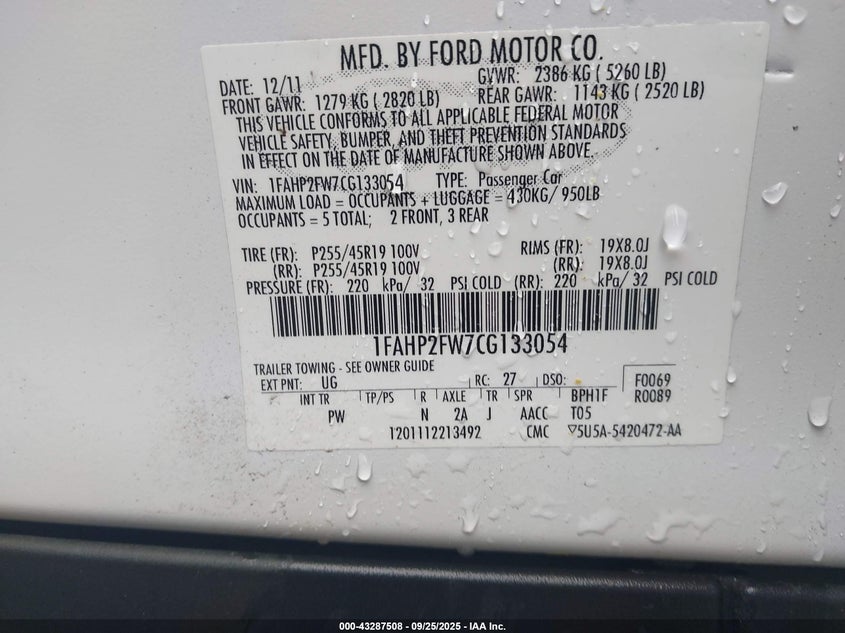 MFD. BY FORD MOTOR CO.
DATE: 12/11 GVWR: 2386 KG ( 5260 LB)
FRONT GAWR: 1279 KG ( 2820 LB) REAR GAWR: 1143 KG ( 2520 LB)
THIS VEHICLE CONFORMS TO ALL APPLICABLE FEDERAL MOTOR
VEHICLE SAFETY, BUMPER, AND THEFT PREVENTION STANDARDS
IN EFFECT ON THE DATE OF MANUFACTURE SHOWN ABOVE.
VIN: 1FAHP2FW7CG133054 TYPE: Passenger Car
MAXIMUM LOAD = OCCUPANTS + LUGGAGE = 430KG/ 950LB
OCCUPANTS = 5 TOTAL; 2 FRONT, 3 REAR
TIRE (FR): P255/45R19 100V RIMS (FR): 19X8.0J
(RR): P255/45R19 100V (RR): 19X8.0J
PRESSURE (FR): 220 kPa/ 32 PSI COLD (RR): 220 kPa/ 32 PSI COLD
1FAHP2FW7CG133054
TRAILER TOWING - SEE OWNER GUIDE
EXT PNT: UG RC: 27 DSO: F0069
INT TR TP/PS R AXLE TR SPR BPH1F R0089
PW N 2A J AACC T05
1201112213492 CMC ▽5U5A-5420472-AA
000-43287508 - 09/25/2025 - IAA Inc.